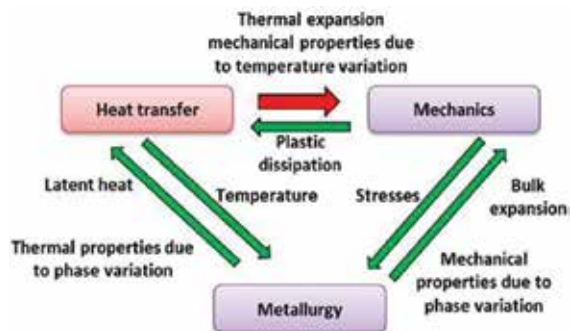 Thermal expansion
mechanical properties due
to temperature variation
Heat transfer
Mechanics
Plastic
dissipation
Latent heat
Temperature
Stresses
Bulk
expansion
Thermal properties due
to phase variation
Mechanical
properties due to
phase variation
Metallurgy